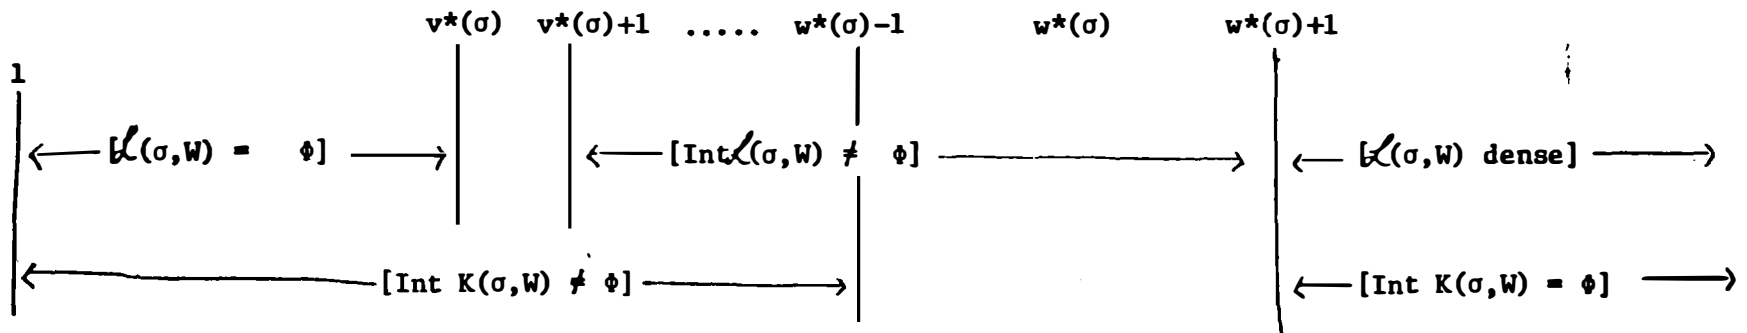 v*(σ) v*(σ)+1 ..... w*(σ)-1 w*(σ) w*(σ)+1
1
[ℒ(σ,W) = Φ] [Intℒ(σ,W) ≠ Φ] [ℒ(σ,W) dense]
[Int K(σ,W) ≠ Φ] [Int K(σ,W) = Φ]